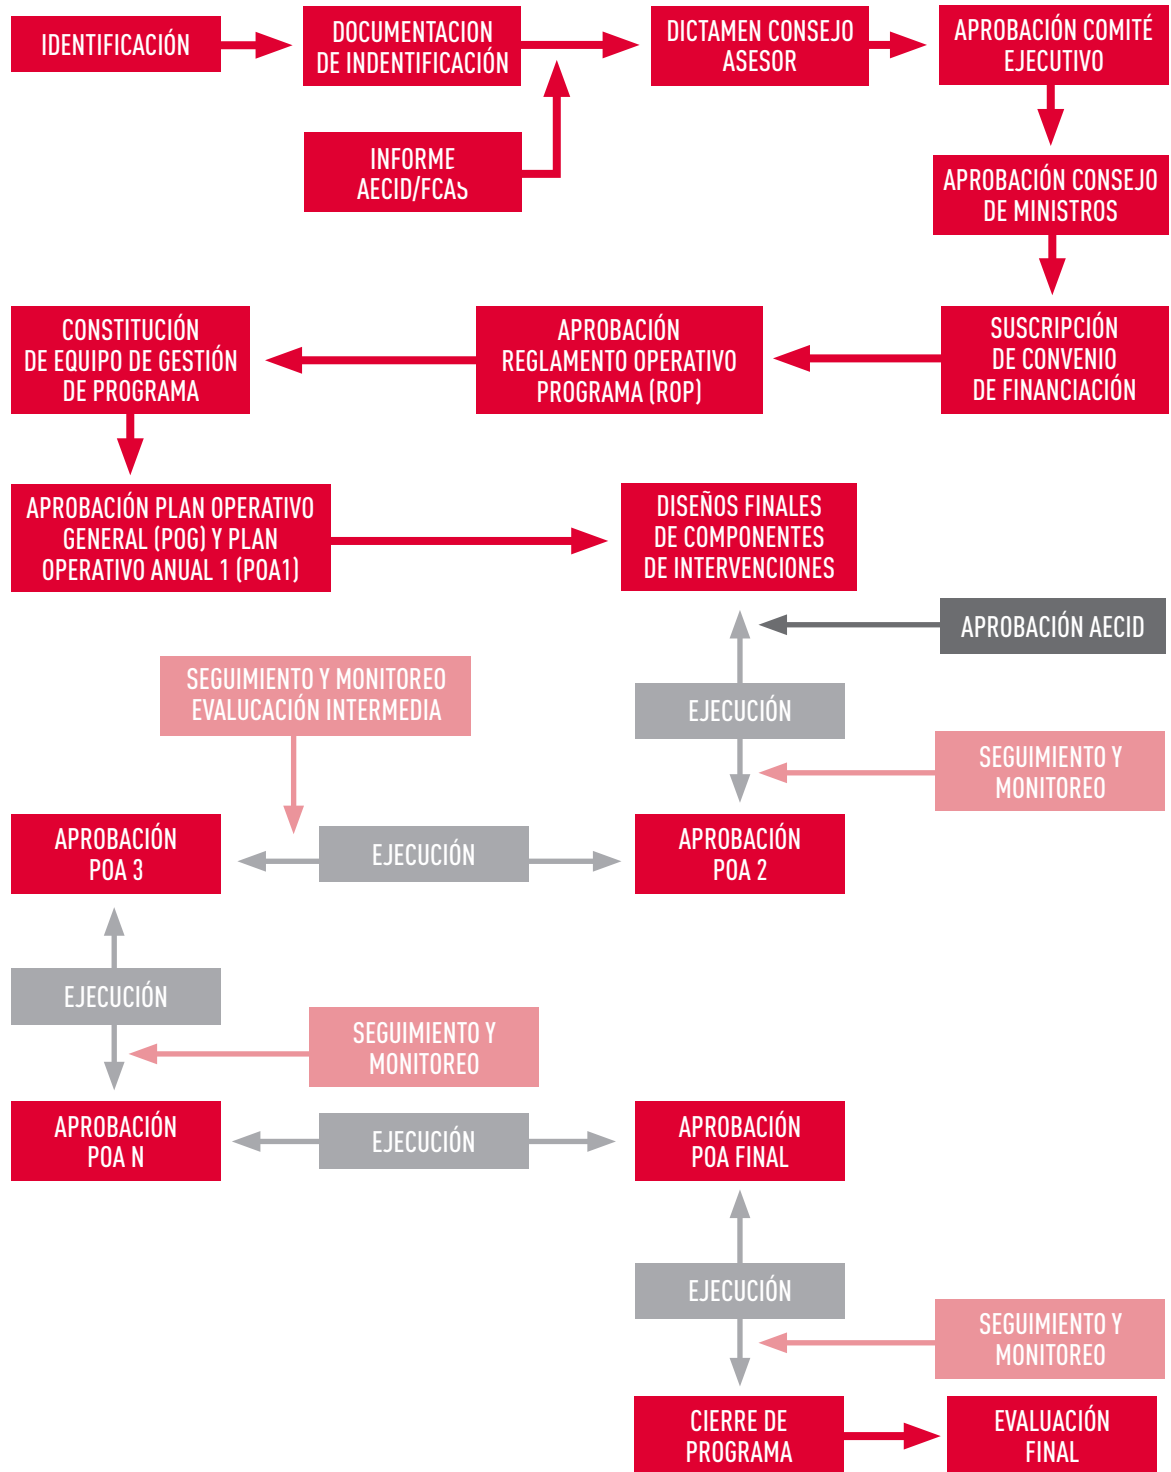 IDENTIFICACIÓN
DOCUMENTACION
DE INDENTIFICACIÓN
DICTAMEN CONSEJO
ASESOR
APROBACIÓN COMITÉ
EJECUTIVO
INFORME
AECID/FCAS
APROBACIÓN CONSEJO
DE MINISTROS
CONSTITUCIÓN
DE EQUIPO DE GESTIÓN
DE PROGRAMA
APROBACIÓN
REGLAMENTO OPERATIVO
PROGRAMA (ROP)
SUSCRIPCIÓN
DE CONVENIO
DE FINANCIACIÓN
APROBACIÓN PLAN OPERATIVO
GENERAL (POG) Y PLAN
OPERATIVO ANUAL 1 (POA1)
DISEÑOS FINALES
DE COMPONENTES
DE INTERVENCIONES
APROBACIÓN AECID
SEGUIMIENTO Y MONITOREO
EVALUCACIÓN INTERMEDIA
EJECUCIÓN
SEGUIMIENTO Y
MONITOREO
APROBACIÓN
POA 3
EJECUCIÓN
APROBACIÓN
POA 2
EJECUCIÓN
SEGUIMIENTO Y
MONITOREO
APROBACIÓN
POA N
EJECUCIÓN
APROBACIÓN
POA FINAL
EJECUCIÓN
SEGUIMIENTO Y
MONITOREO
CIERRE DE
PROGRAMA
EVALUACIÓN
FINAL